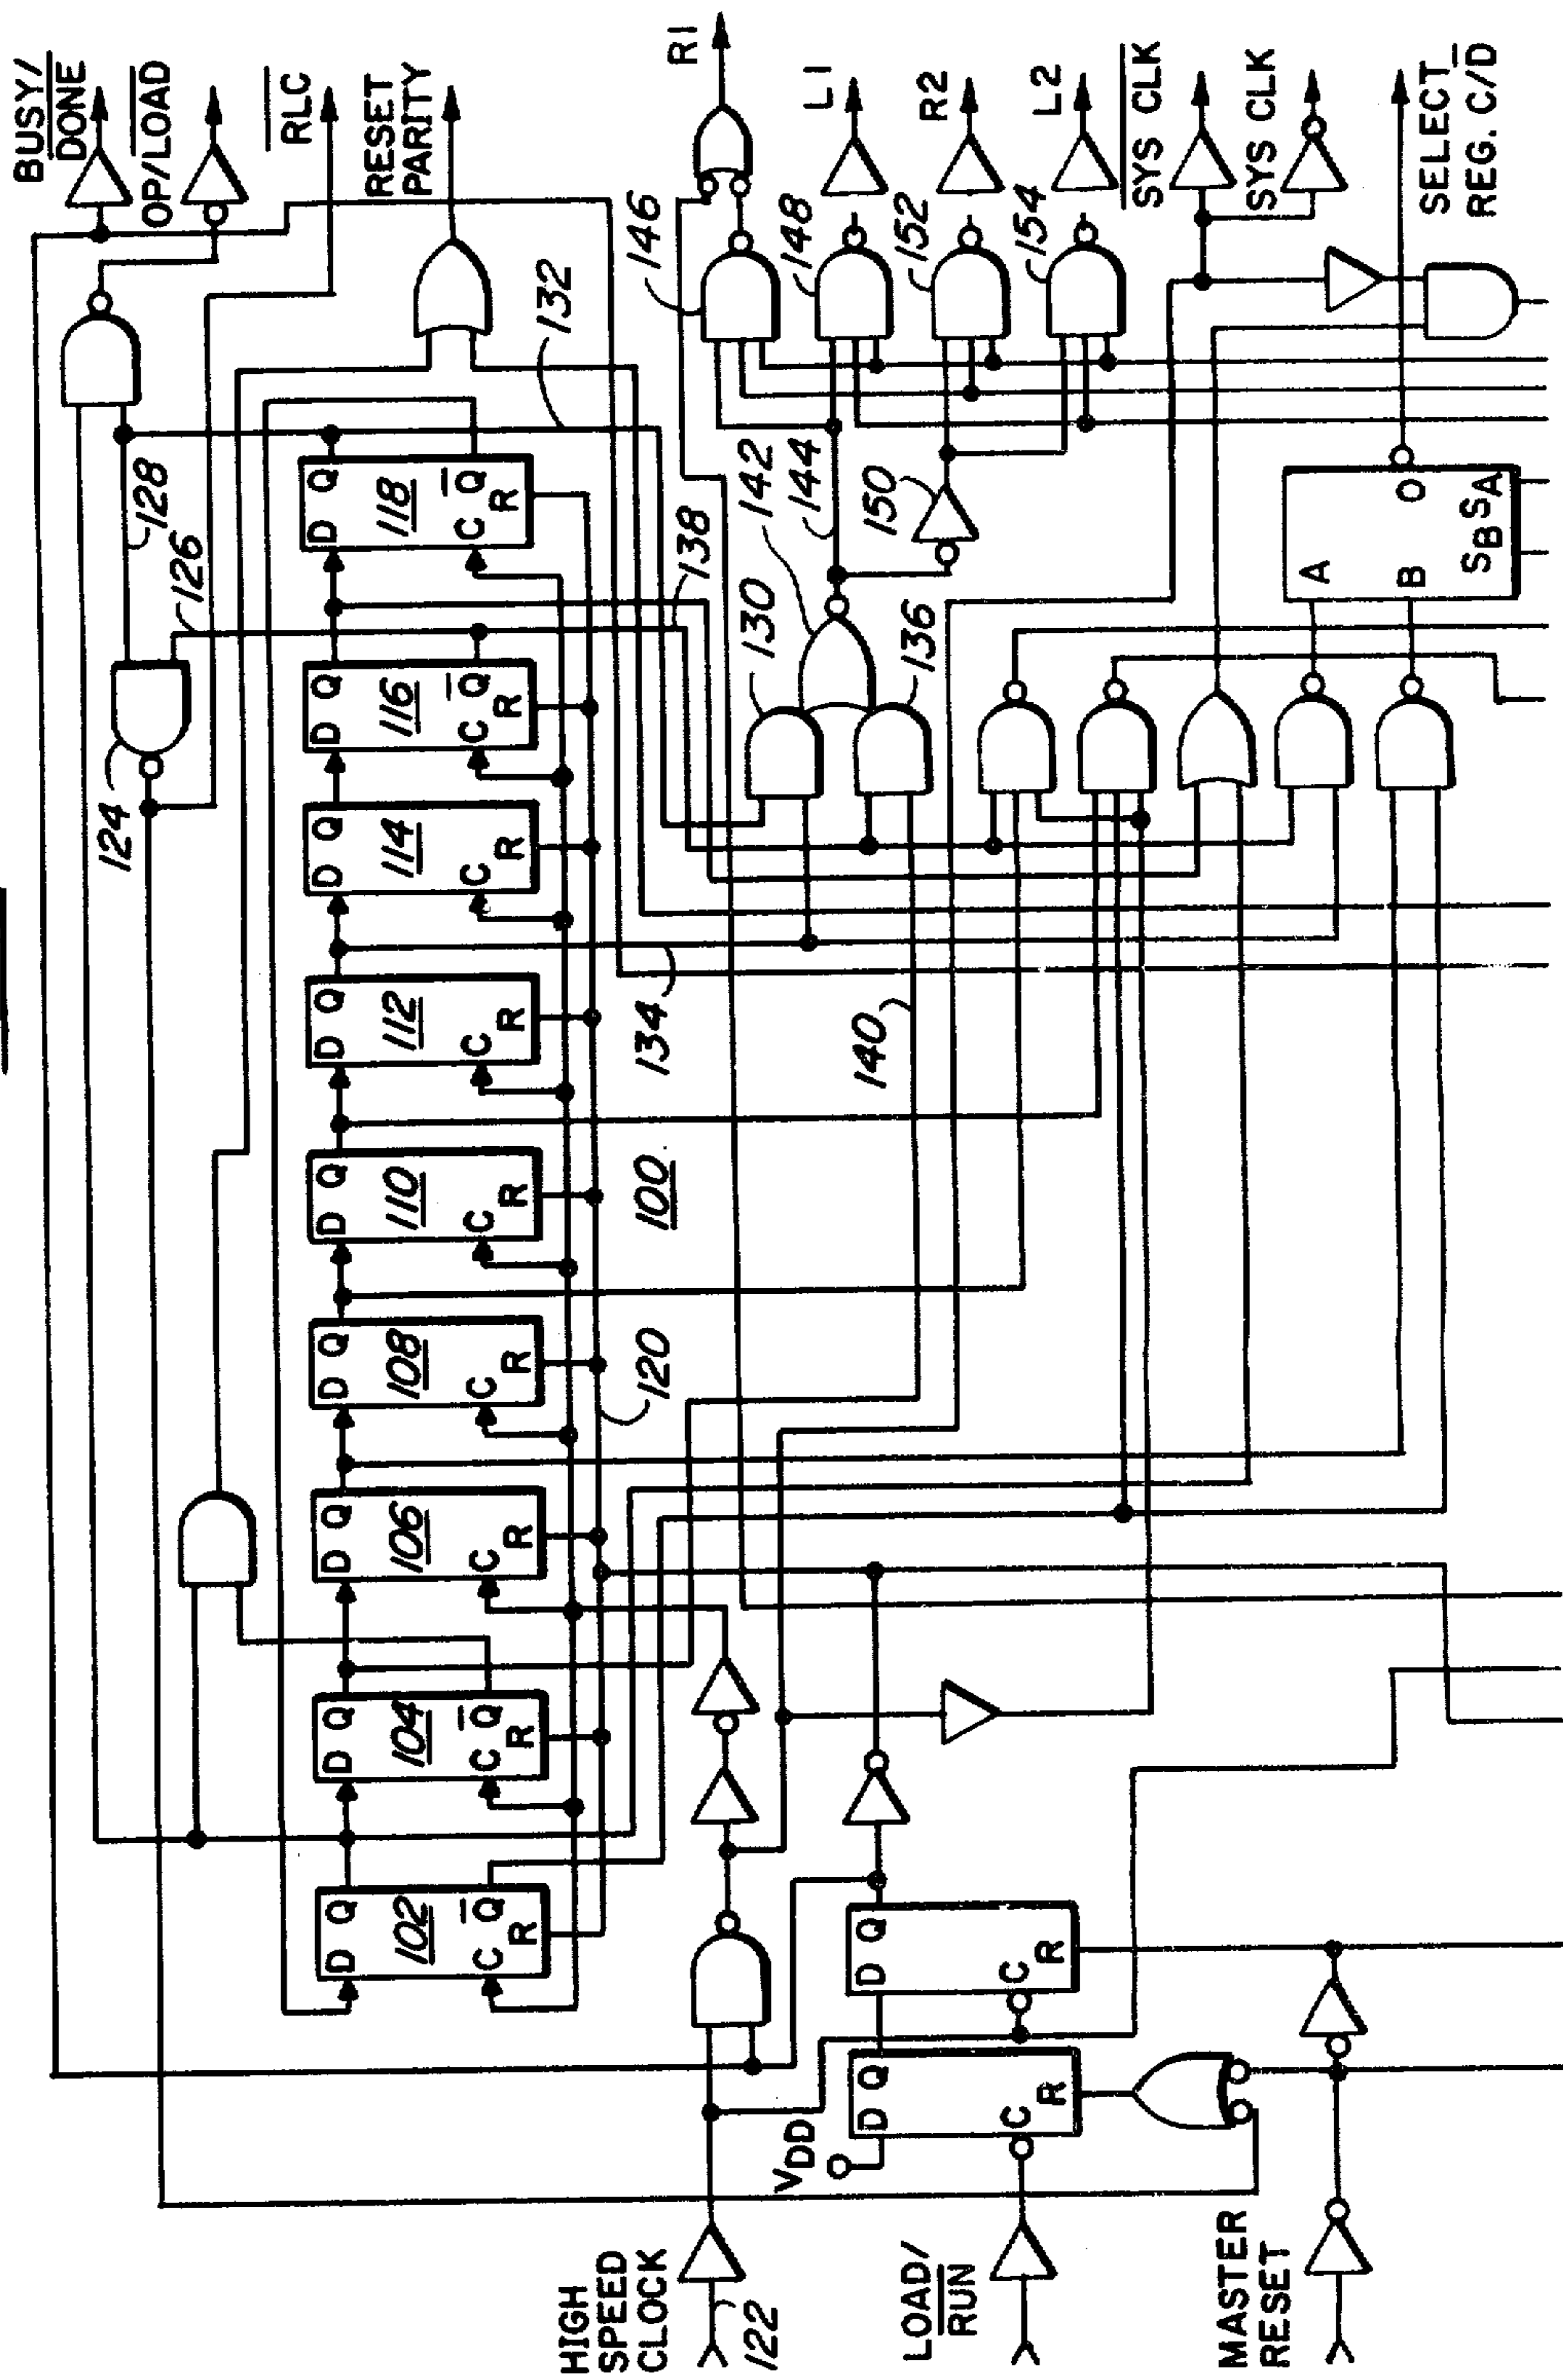 BUSY/
DONE
OP/LOAD
RLC
RESET
PARITY
R1
L1
R2
L2
SYS CLK
SYS CLK
SELECT
REG. C/D
146
148
152
154
132
128
126
124
138
142
144
150
130
136
134
140
100
120
D Q
118
C Q
R
D Q
116
C Q
R
D Q
114
C
R
D Q
112
C
R
D Q
110
C
R
D Q
108
C
R
D Q
106
C
R
D Q
104
C Q
R
D Q
102
C Q
R
A
B
O
SB SA
D Q
C
R
D Q
C
R
VDD
HIGH
SPEED
CLOCK
122
LOAD/
RUN
MASTER
RESET